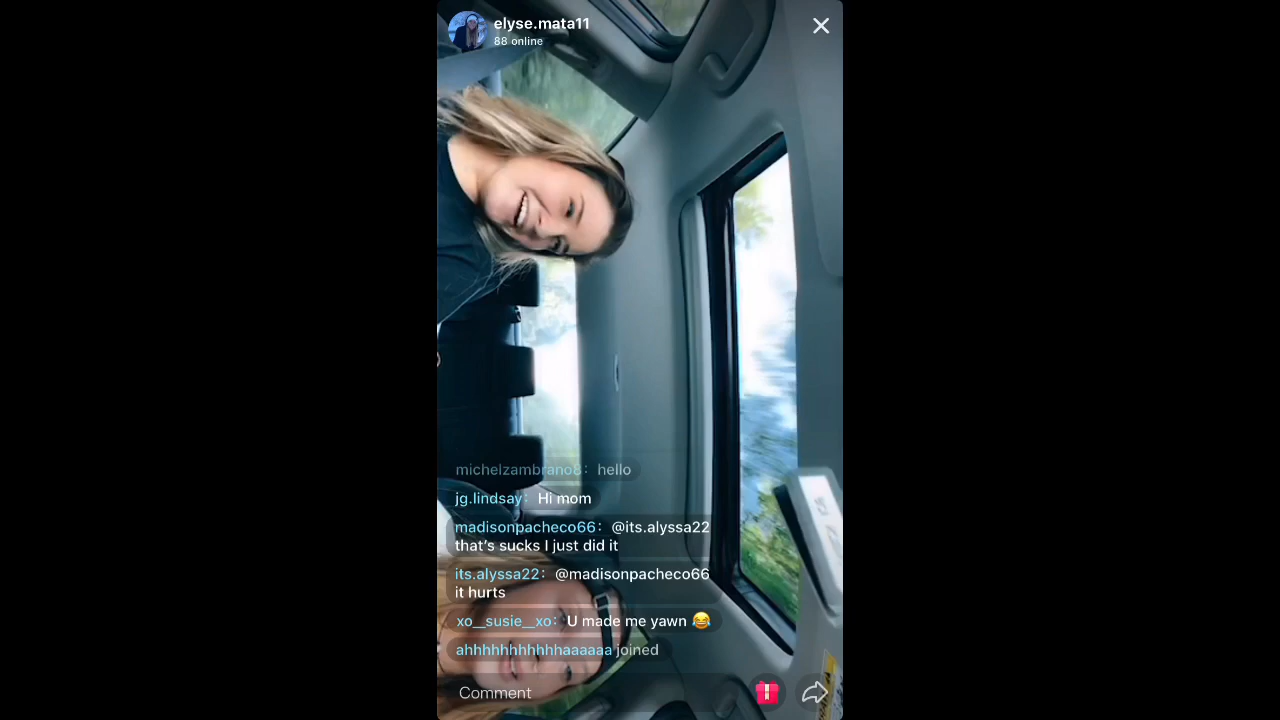 elyse.mata11
88 online
michelzambrano8: hello
jg.lindsay: Hi mom
madisonpacheco66: @its.alyssa22
that's sucks I just did it
its.alyssa22: @madisonpacheco66
it hurts
xo__susie__xo: U made me yawn 😂
ahhhhhhhhhhhaaaaaa joined
Comment